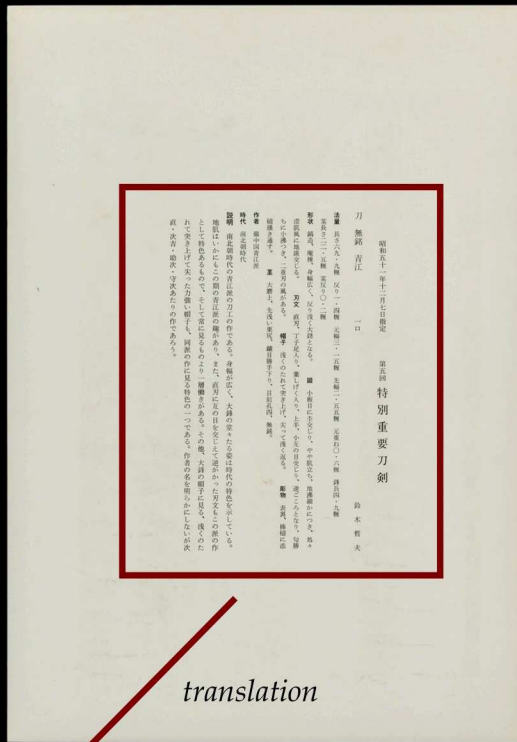 昭和五十一年十二月七日指定　第五回　特別重要刀剣
刀　無銘　青江　一口　鈴木哲夫
法量　長さ六九・九糎　反り一・四糎　元幅三・一五糎　先幅二・五五糎　元重ね〇・六糎　鋒長四・九糎
茎長さ二二・五糎　茎反り〇・二糎
形状　鎬造、庵棟、身幅広く、反り浅く大鋒となる。　鍛　小板目に杢交じり、やや肌立ち、地沸細かにつき、処々
澄肌風に地斑交じる。　刃文　直刃、丁子足入り、葉しげく入り、上半、小互の目交じり、逆ごころとなり、匂勝
ちに小沸つき、二重刃の風がある。　帽子　浅くのたれて突き上げ、尖って浅く返る。　彫物　表裏、棒樋に添
樋掻き通す。　茎　大磨上、先浅い栗尻、鑢目勝手下り、目釘孔四、無銘。
作者　備中国青江派
時代　南北朝時代
説明　南北朝時代の青江派の刀工の作である。身幅が広く、大鋒の堂々たる姿は時代の特色を示している。
地肌はいかにもこの期の青江派の趣があり、また、直刃に互の目を交じえて逆がかった刃文もこの派の作
として特色あるもので、そして常に見るものより一層働きがある。その他、大鋒の帽子に見る、浅くのた
れて突き上げて尖った力強い帽子も、同派の作に見る特色の一つである。作者の名を明らかにしないが次
直・次吉・助次・守次あたりの作であろう。
translation